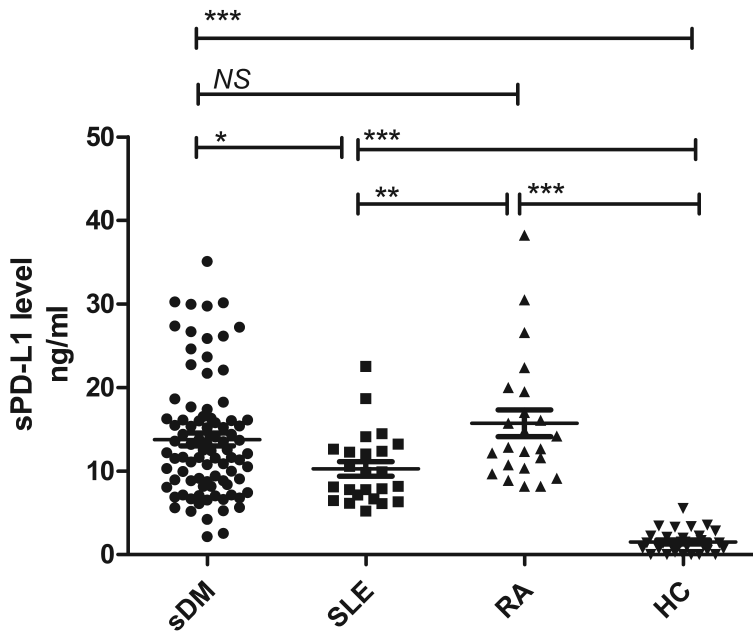 ***
NS
* ***
** ***
sPD-L1 level
ng/ml
50
40
30
20
10
0
sDM SLE RA HC